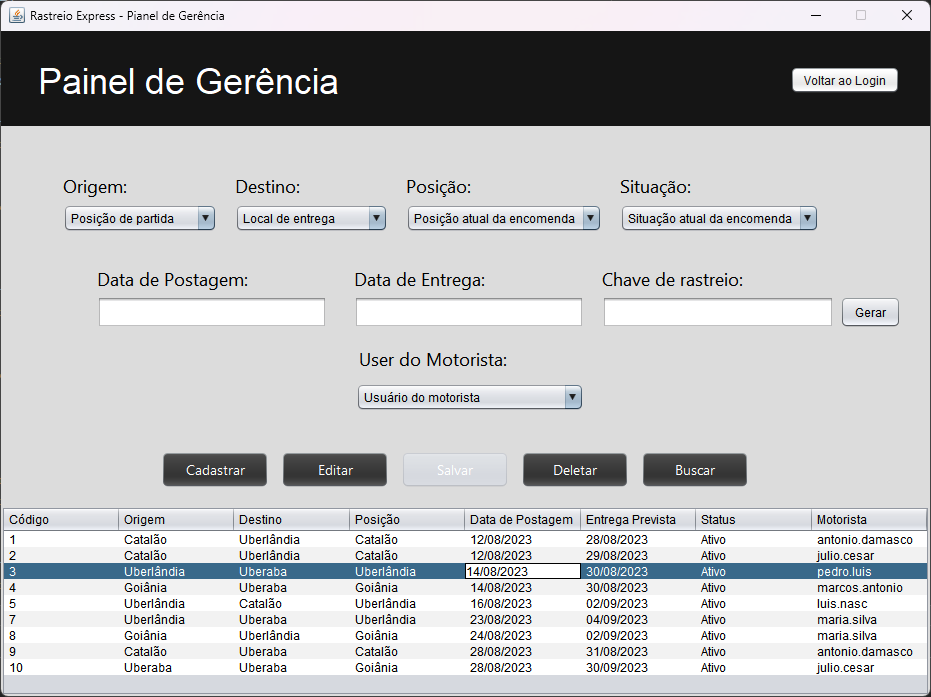 Rastreio Express - Pianel de Gerência
Painel de Gerência
Voltar ao Login
Origem: Destino: Posição: Situação:
Posição de partida Local de entrega Posição atual da encomenda Situação atual da encomenda
Data de Postagem: Data de Entrega: Chave de rastreio:
Gerar
User do Motorista:
Usuário do motorista
Cadastrar Editar Salvar Deletar Buscar
Código Origem Destino Posição Data de Postagem Entrega Prevista Status Motorista
1 Catalão Uberlândia Catalão 12/08/2023 28/08/2023 Ativo antonio.damasco
2 Catalão Uberlândia Catalão 12/08/2023 29/08/2023 Ativo julio.cesar
3 Uberlândia Uberaba Uberlândia 14/08/2023 30/08/2023 Ativo pedro.luis
4 Goiânia Uberaba Goiânia 14/08/2023 30/08/2023 Ativo marcos.antonio
5 Uberlândia Catalão Uberlândia 16/08/2023 02/09/2023 Ativo luis.nasc
7 Uberlândia Uberaba Uberlândia 23/08/2023 04/09/2023 Ativo maria.silva
8 Goiânia Uberlândia Goiânia 24/08/2023 02/09/2023 Ativo maria.silva
9 Catalão Uberaba Catalão 28/08/2023 31/08/2023 Ativo antonio.damasco
10 Uberaba Uberaba Goiânia 28/08/2023 30/09/2023 Ativo julio.cesar